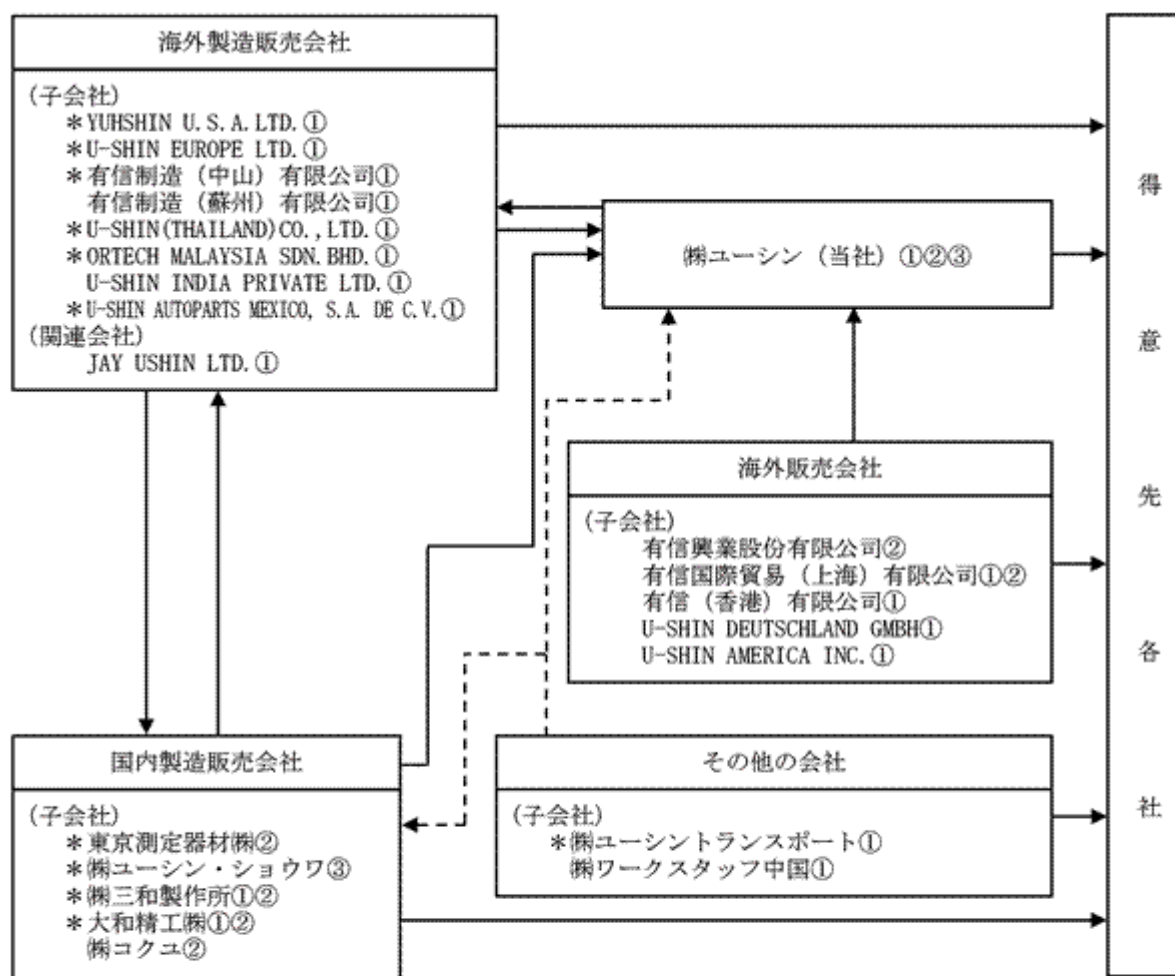 海外製造販売会社
(子会社)
＊YUHSHIN U.S.A.LTD.①
＊U-SHIN EUROPE LTD.①
＊有信制造（中山）有限公司①
有信制造（蘇州）有限公司①
＊U-SHIN(THAILAND)CO.,LTD.①
＊ORTECH MALAYSIA SDN.BHD.①
U-SHIN INDIA PRIVATE LTD.①
＊U-SHIN AUTOPARTS MEXICO, S.A. DE C.V.①
(関連会社)
JAY USHIN LTD.①
㈱ユーシン（当社）①②③
海外販売会社
(子会社)
有信興業股份有限公司②
有信国際貿易（上海）有限公司①②
有信（香港）有限公司①
U-SHIN DEUTSCHLAND GMBH①
U-SHIN AMERICA INC.①
国内製造販売会社
(子会社)
＊東京測定器材㈱②
＊㈱ユーシン・ショウワ③
＊㈱三和製作所①②
＊大和精工㈱①②
㈱コクユ②
その他の会社
(子会社)
＊㈱ユーシントランスポート①
㈱ワークスタッフ中国①
得
意
先
各
社